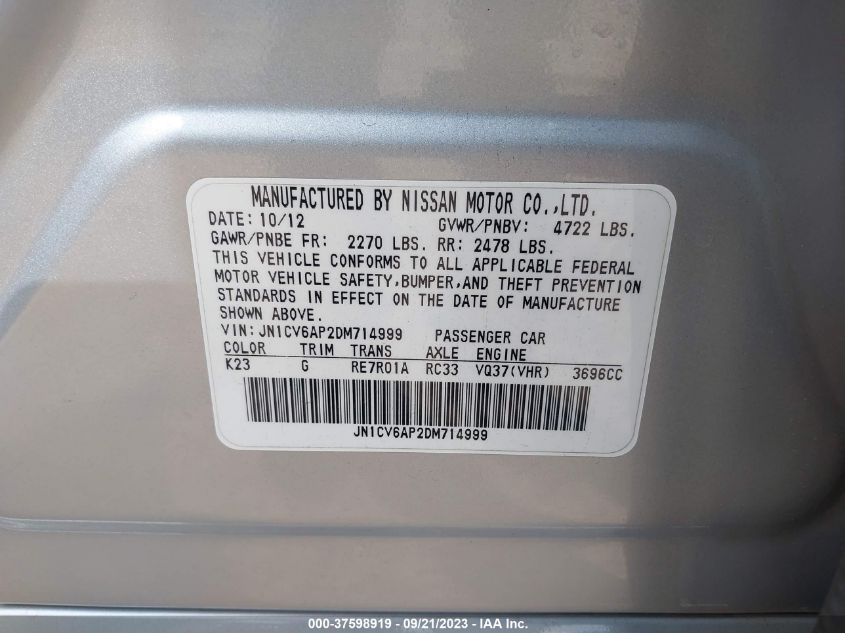 MANUFACTURED BY NISSAN MOTOR CO.,LTD.
DATE: 10/12 GVWR/PNBV: 4722 LBS.
GAWR/PNBE FR: 2270 LBS. RR: 2478 LBS.
THIS VEHICLE CONFORMS TO ALL APPLICABLE FEDERAL
MOTOR VEHICLE SAFETY,BUMPER,AND THEFT PREVENTION
STANDARDS IN EFFECT ON THE DATE OF MANUFACTURE
SHOWN ABOVE.
VIN: JN1CV6AP2DM714999 PASSENGER CAR
COLOR TRIM TRANS AXLE ENGINE
K23 G RE7R01A RC33 VQ37(VHR) 3696CC
JN1CV6AP2DM714999
000-37598919 - 09/21/2023 - IAA Inc.